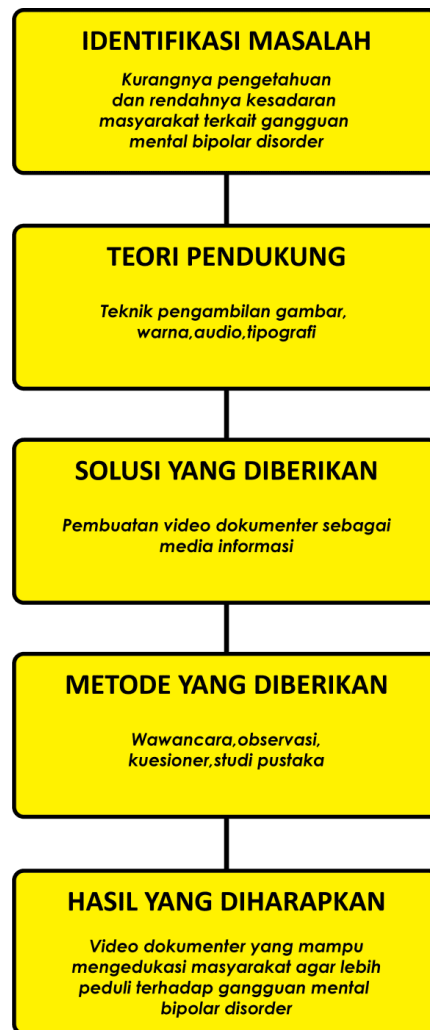 IDENTIFIKASI MASALAH
Kurangnya pengetahuan
dan rendahnya kesadaran
masyarakat terkait gangguan
mental bipolar disorder
TEORI PENDUKUNG
Teknik pengambilan gambar,
warna,audio,tipografi
SOLUSI YANG DIBERIKAN
Pembuatan video dokumenter sebagai
media informasi
METODE YANG DIBERIKAN
Wawancara,observasi,
kuesioner,studi pustaka
HASIL YANG DIHARAPKAN
Video dokumenter yang mampu
mengedukasi masyarakat agar lebih
peduli terhadap gangguan mental
bipolar disorder